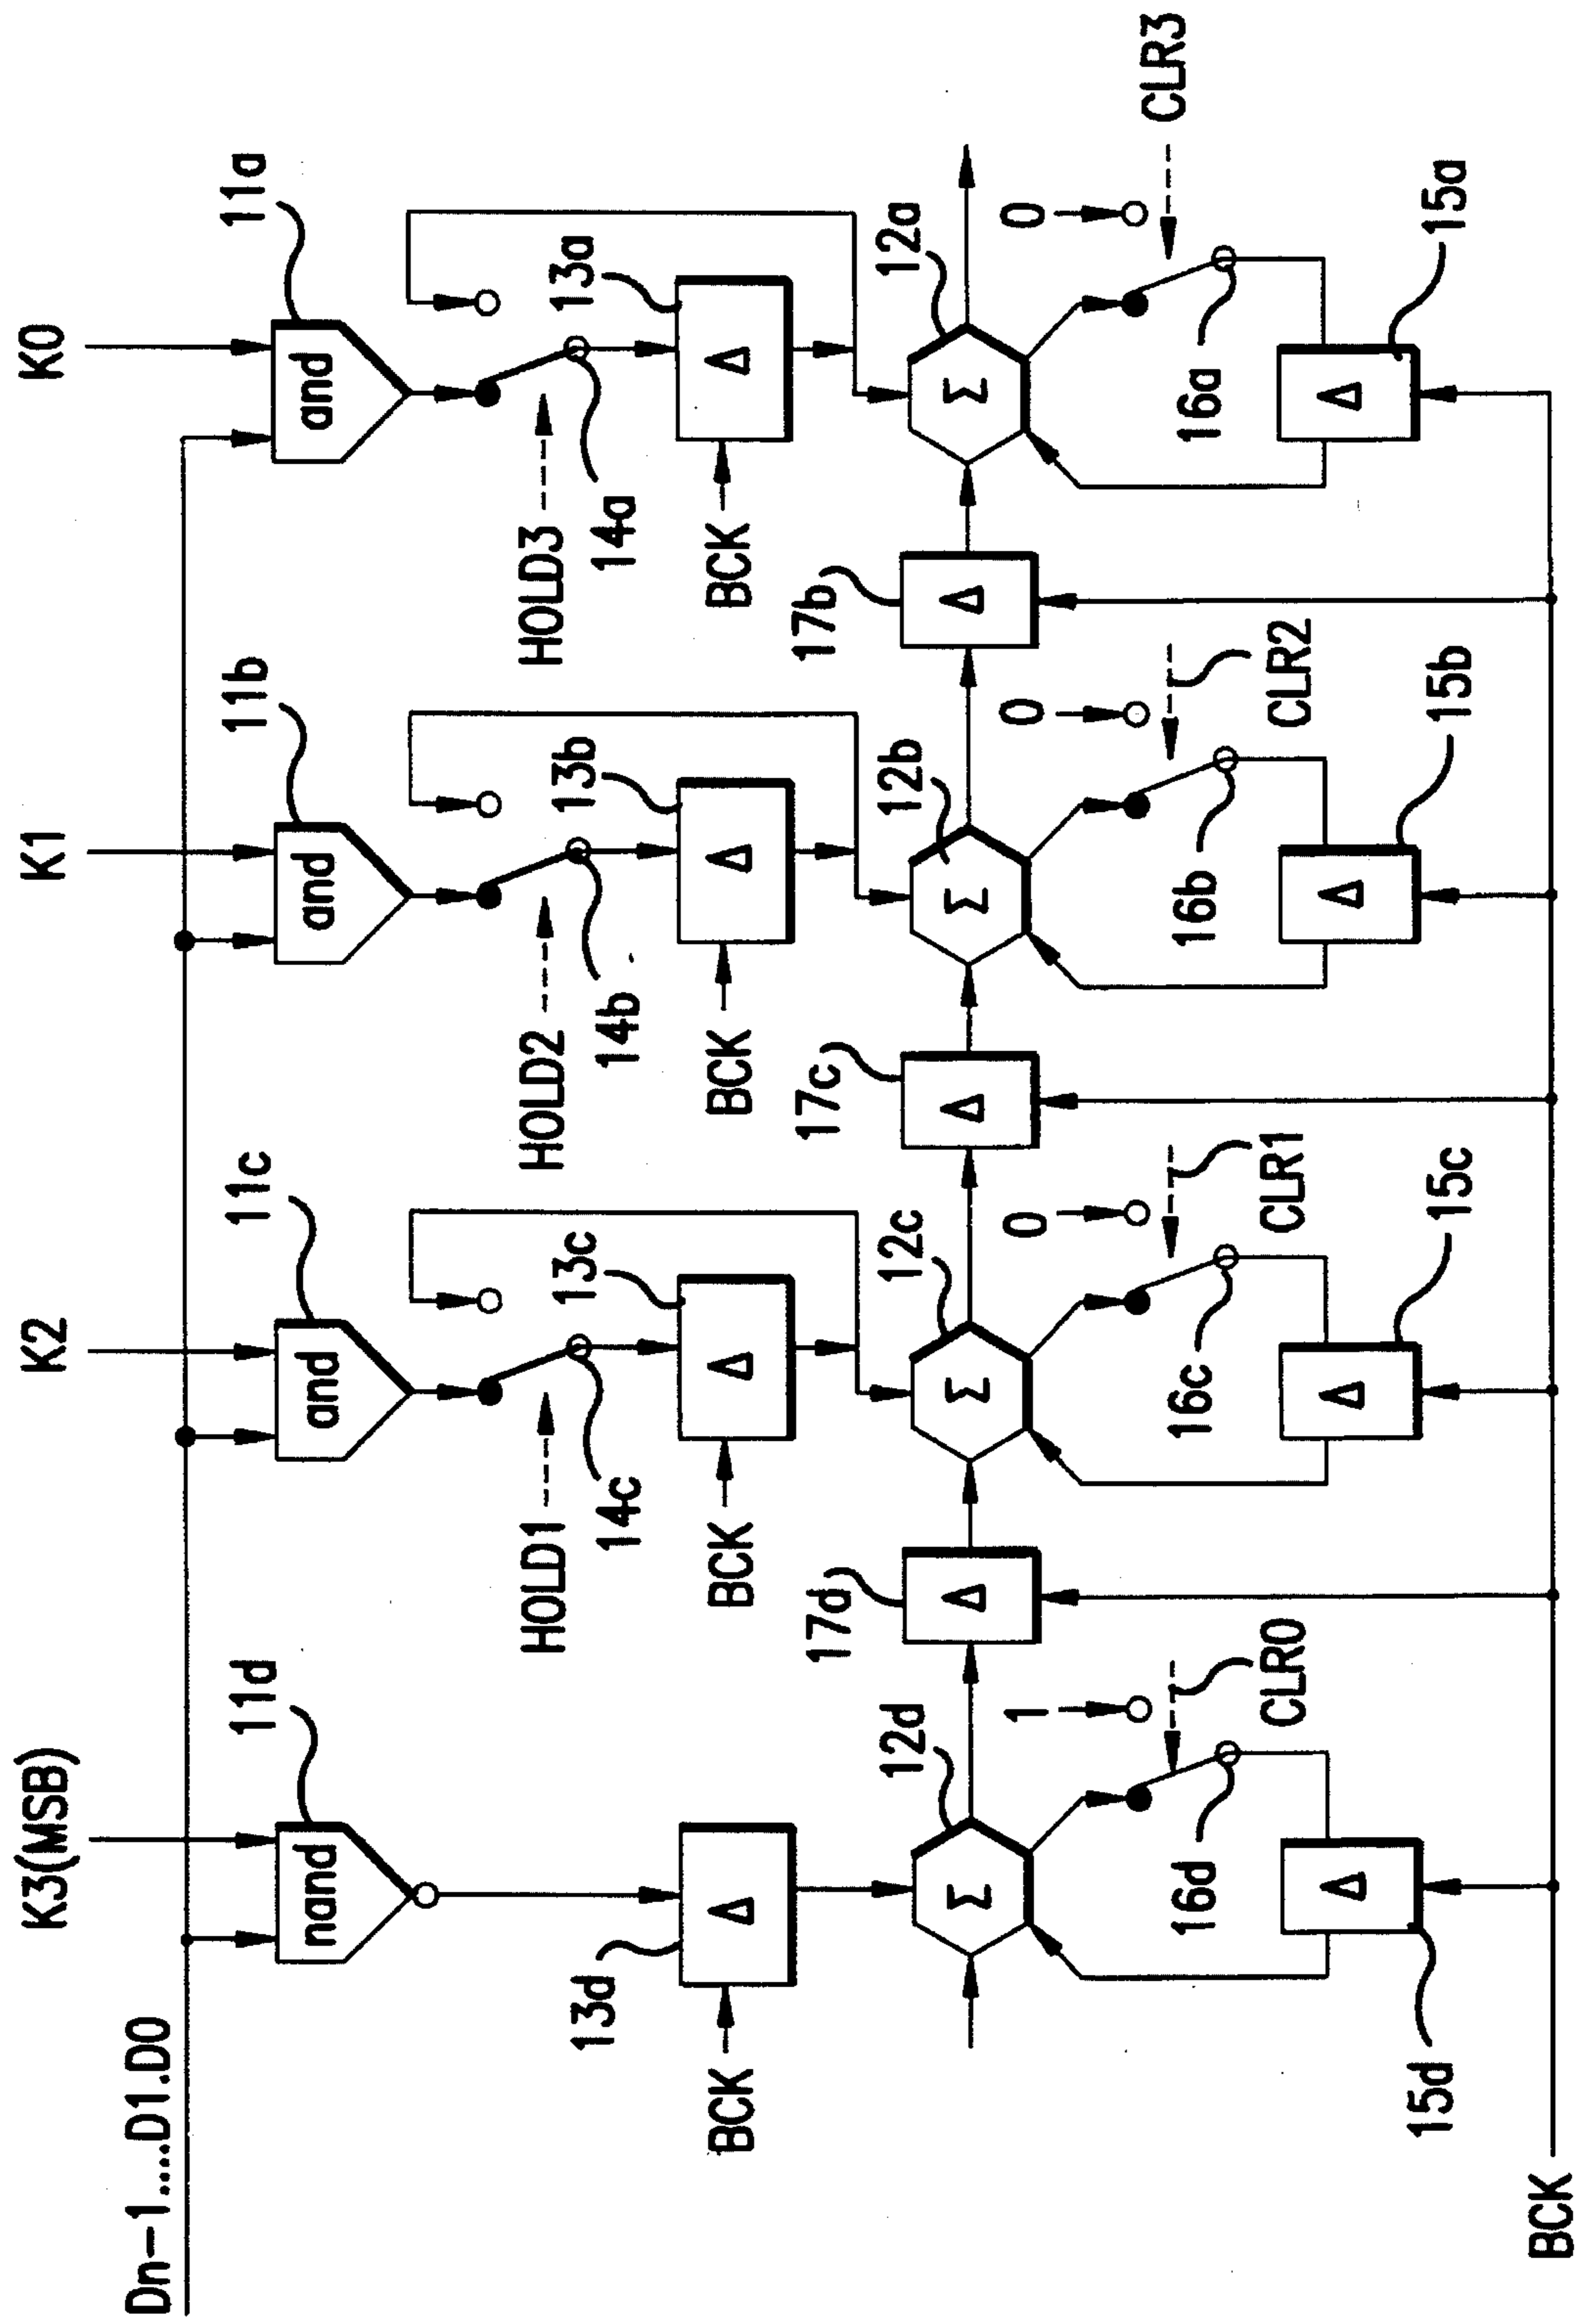 K3(MSB)
K2
K1
K0
Dn-1....D1.D0
11d
11c
11b
11a
nand
and
and
and
HOLD1
HOLD2
HOLD3
14c
14b
14a
13d
13c
13b
13a
BCK
BCK
BCK
BCK
Δ
Δ
Δ
Δ
12d
17d
12c
17c
12b
17b
12a
Σ
Δ
Σ
Δ
Σ
Δ
Σ
1
0
0
0
CLR0
CLR1
CLR2
CLR3
16d
16c
16b
16a
Δ
Δ
Δ
Δ
15d
15c
15b
15a
BCK